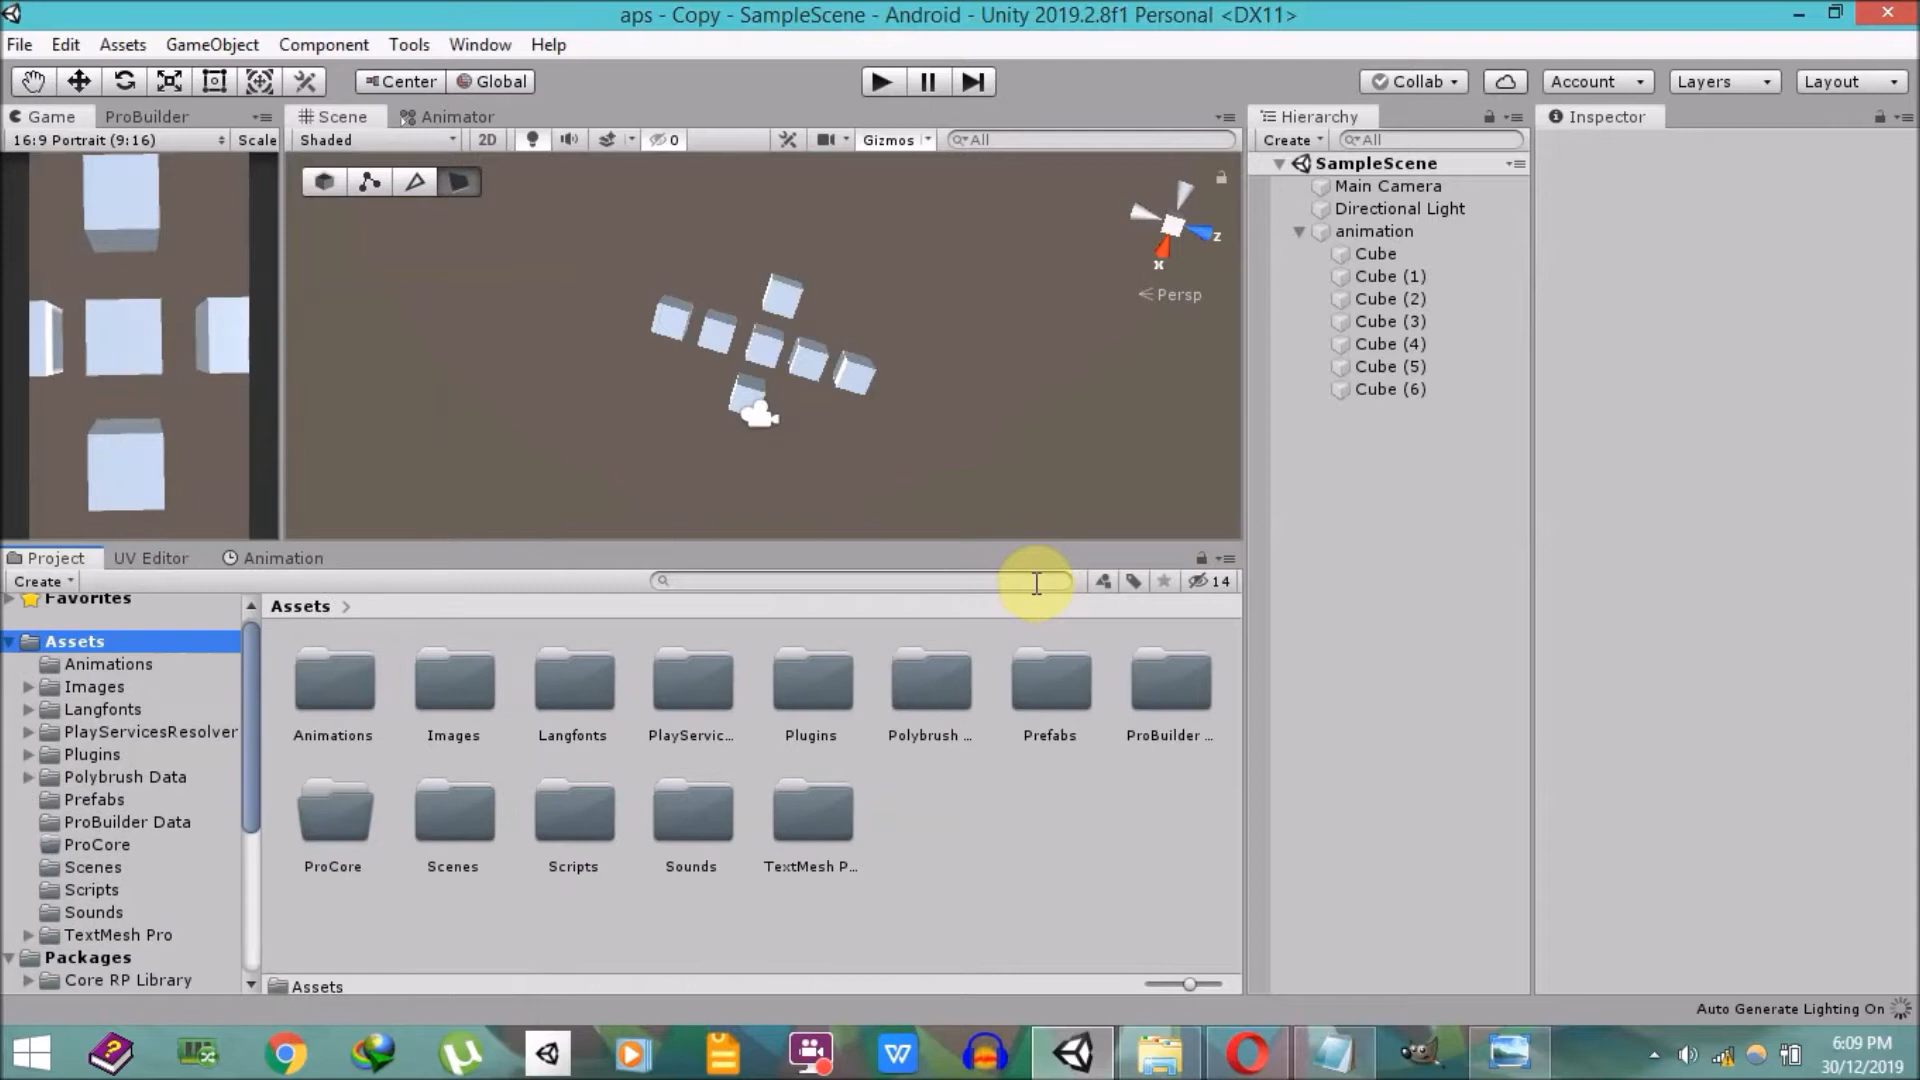 aps - Copy - SampleScene - Android - Unity 2019.2.8f1 Personal <DX11>
File Edit Assets GameObject Component Tools Window Help
Center Global Collab Account Layers Layout
Game ProBuilder Scene Animator Hierarchy Inspector
16:9 Portrait (9:16) Scale Shaded 2D 0 Gizmos All Create All
SampleScene
Main Camera
Directional Light
animation
Cube
Cube (1)
Cube (2)
Cube (3)
Cube (4)
Cube (5)
Cube (6)
z
x
Persp
Project UV Editor Animation
Create 14
Favorites
Assets
Animations
Images
Langfonts
PlayServicesResolver
Plugins
Polybrush Data
Prefabs
ProBuilder Data
ProCore
Scenes
Scripts
Sounds
TextMesh Pro
Packages
Core RP Library
Assets
Animations Images Langfonts PlayServic... Plugins Polybrush ... Prefabs ProBuilder ...
ProCore Scenes Scripts Sounds TextMesh P...
Assets
Auto Generate Lighting On
W
6:09 PM
30/12/2019